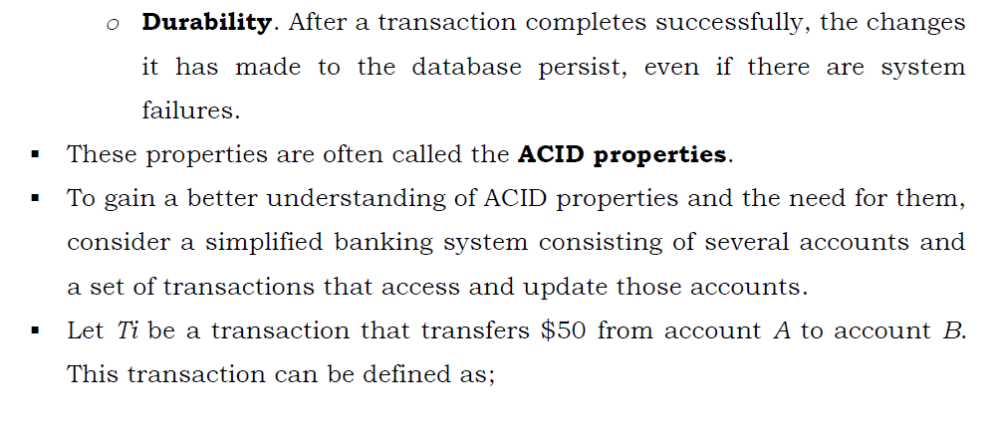 o Durability. After a transaction completes successfully, the changes
it has made to the database persist, even if there are system
failures.
▪ These properties are often called the ACID properties.
▪ To gain a better understanding of ACID properties and the need for them,
consider a simplified banking system consisting of several accounts and
a set of transactions that access and update those accounts.
▪ Let Ti be a transaction that transfers $50 from account A to account B.
This transaction can be defined as;